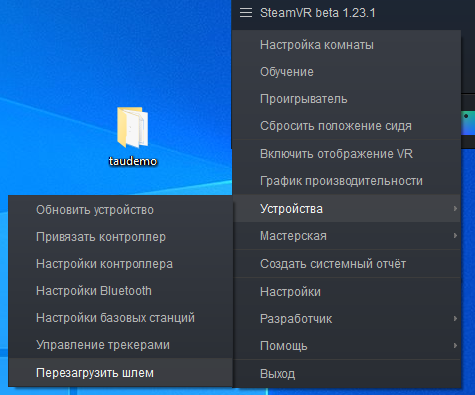 SteamVR beta 1.23.1
Настройка комнаты
Обучение
Проигрыватель
Сбросить положение сидя
Включить отображение VR
График производительности
Устройства
Мастерская
Создать системный отчёт
Настройки
Разработчик
Помощь
Выход
taudemo
Обновить устройство
Привязать контроллер
Настройки контроллера
Настройки Bluetooth
Настройки базовых станций
Управление трекерами
Перезагрузить шлем